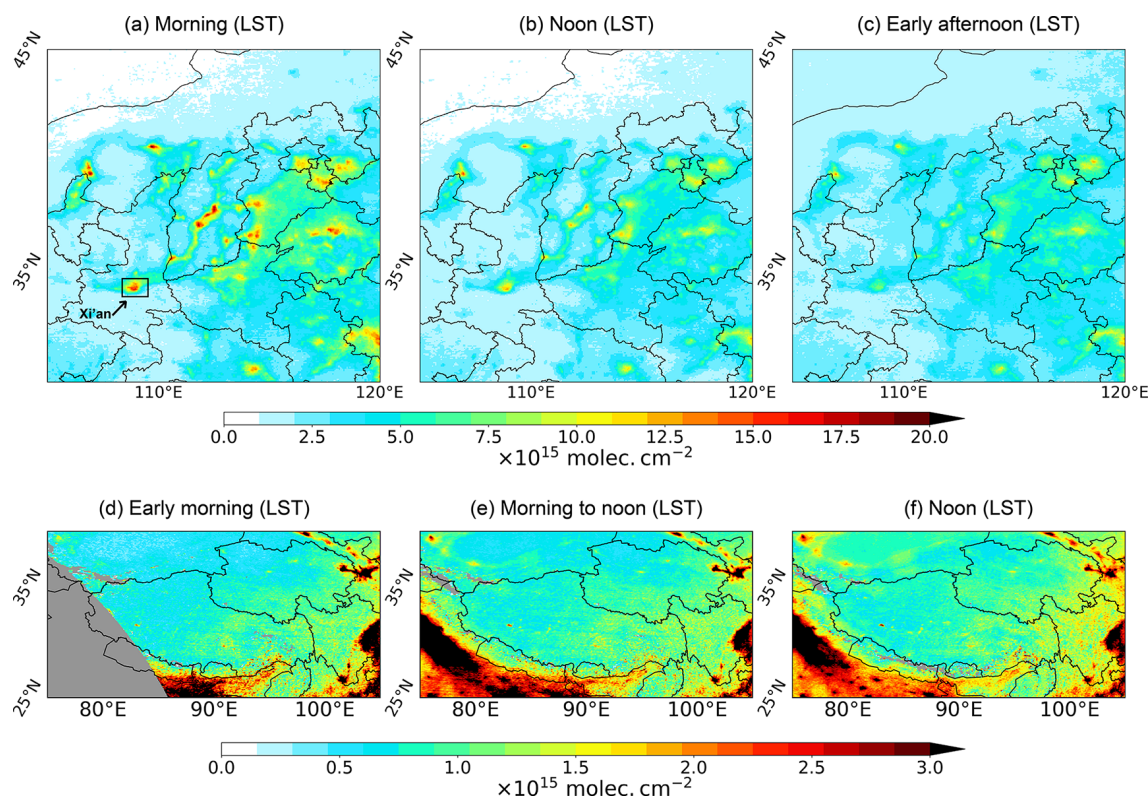 (a) Morning (LST)
(b) Noon (LST)
(c) Early afternoon (LST)
45°N
45°N
45°N
35°N
35°N
35°N
Xi'an
110°E
120°E
110°E
120°E
110°E
120°E
0.0
2.5
5.0
7.5
10.0
12.5
15.0
17.5
20.0
×10¹⁵ molec. cm⁻²
(d) Early morning (LST)
(e) Morning to noon (LST)
(f) Noon (LST)
35°N
35°N
35°N
25°N
25°N
25°N
80°E
90°E
100°E
80°E
90°E
100°E
80°E
90°E
100°E
0.0
0.5
1.0
1.5
2.0
2.5
3.0
×10¹⁵ molec. cm⁻²